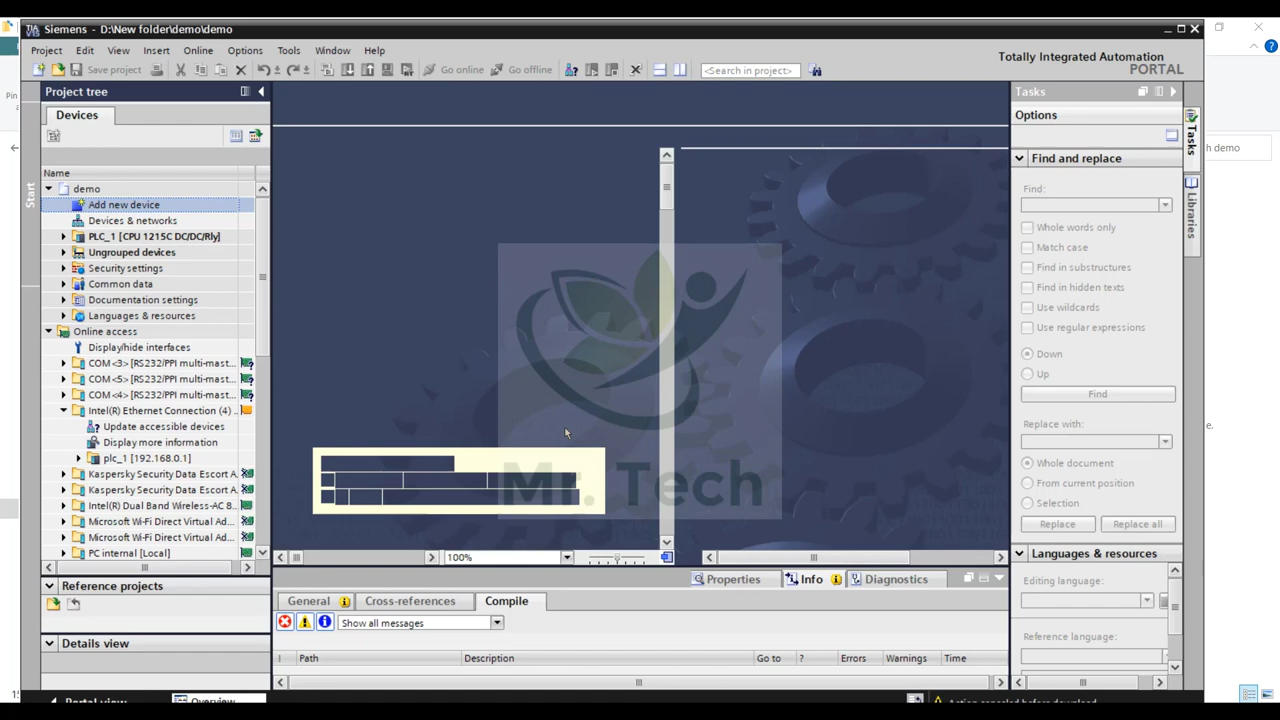 Siemens - D:\New folder\demo\demo
Project Edit View Insert Online Options Tools Window Help
Totally Integrated Automation
PORTAL
Save project Go online Go offline <Search in project>
Project tree
Devices
Name
demo
Add new device
Devices & networks
PLC_1 [CPU 1215C DC/DC/Rly]
Ungrouped devices
Security settings
Common data
Documentation settings
Languages & resources
Online access
Display/hide interfaces
COM <3> [RS232/PPI multi-mast...
COM <5> [RS232/PPI multi-mast...
COM <4> [RS232/PPI multi-mast...
Intel(R) Ethernet Connection (4) ..
Update accessible devices
Display more information
plc_1 [192.168.0.1]
Kaspersky Security Data Escort A..
Kaspersky Security Data Escort A..
Intel(R) Dual Band Wireless-AC 8...
Microsoft Wi-Fi Direct Virtual Ad...
Microsoft Wi-Fi Direct Virtual Ad...
PC internal [Local]
Reference projects
Details view
Start
Portal view
Overview
Mr. Tech
100%
Properties Info Diagnostics
General Cross-references Compile
Show all messages
! Path Description Go to ? Errors Warnings Time
Tasks
Options
Find and replace
Find:
Whole words only
Match case
Find in substructures
Find in hidden texts
Use wildcards
Use regular expressions
Down
Up
Find
Replace with:
Whole document
From current position
Selection
Replace Replace all
Languages & resources
Editing language:
Reference language:
Tasks
Libraries
h demo
Pin
Action canceled before download.